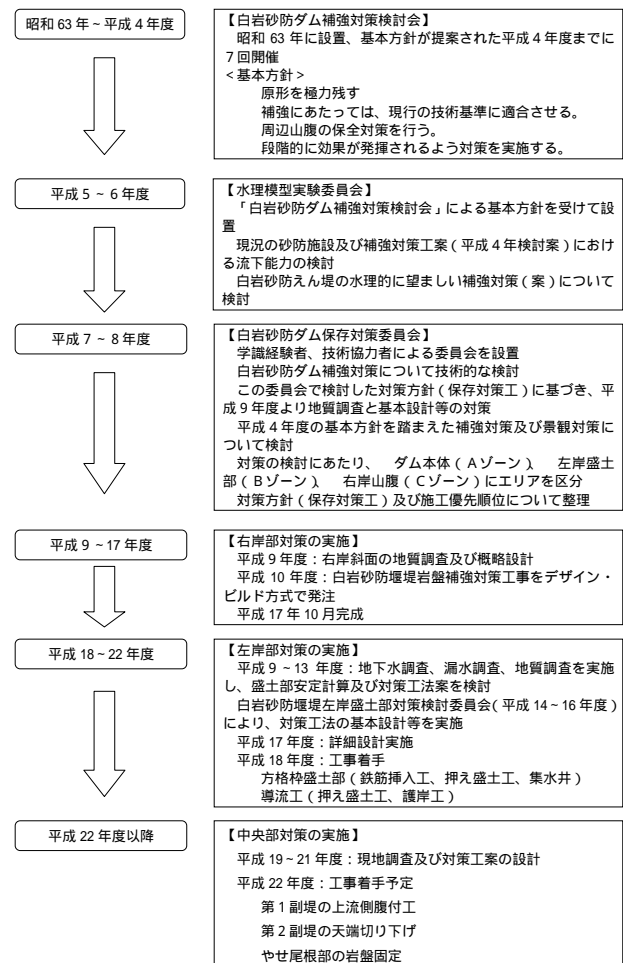 昭和 63 年~平成 4 年度
【白岩砂防ダム補強対策検討会】
昭和 63 年に設置、基本方針が提案された平成 4 年度までに
7 回開催
<基本方針>
原形を極力残す
補強にあたっては、現行の技術基準に適合させる。
周辺山腹の保全対策を行う。
段階的に効果が発揮されるよう対策を実施する。
平成 5 ~ 6 年度
【水理模型実験委員会】
「白岩砂防ダム補強対策検討会」による基本方針を受けて設
置
現況の砂防施設及び補強対策工案(平成 4 年検討案)におけ
る流下能力の検討
白岩砂防えん堤の水理的に望ましい補強対策(案)について
検討
平成 7 ~ 8 年度
【白岩砂防ダム保存対策委員会】
学識経験者、技術協力者による委員会を設置
白岩砂防ダム補強対策について技術的な検討
この委員会で検討した対策方針(保存対策工)に基づき、平
成 9 年度より地質調査と基本設計等の対策
平成 4 年度の基本方針を踏まえた補強対策及び景観対策に
ついて検討
対策の検討にあたり、 ダム本体(Aゾーン)、 左岸盛土
部(Bゾーン)、 右岸山腹(Cゾーン)にエリアを区分
対策方針(保存対策工)及び施工優先順位について整理
平成 9 ~17 年度
【右岸部対策の実施】
平成 9 年度:右岸斜面の地質調査及び概略設計
平成 10 年度:白岩砂防堰堤岩盤補強対策工事をデザイン・
ビルド方式で発注
平成 17 年 10 月完成
平成 18~22 年度
【左岸部対策の実施】
平成 9 ~13 年度:地下水調査、漏水調査、地質調査を実施
し、盛土部安定計算及び対策工法案を検討
白岩砂防堰堤左岸盛土部対策検討委員会(平成 14~16 年度)
により、対策工法の基本設計等を実施
平成 17 年度:詳細設計実施
平成 18 年度:工事着手
方格枠盛土部(鉄筋挿入工、押え盛土工、集水井)
導流工(押え盛土工、護岸工)
平成 22 年度以降
【中央部対策の実施】
平成 19~21 年度:現地調査及び対策工案の設計
平成 22 年度:工事着手予定
第 1 副堤の上流側腹付工
第 2 副堤の天端切り下げ
やせ尾根部の岩盤固定